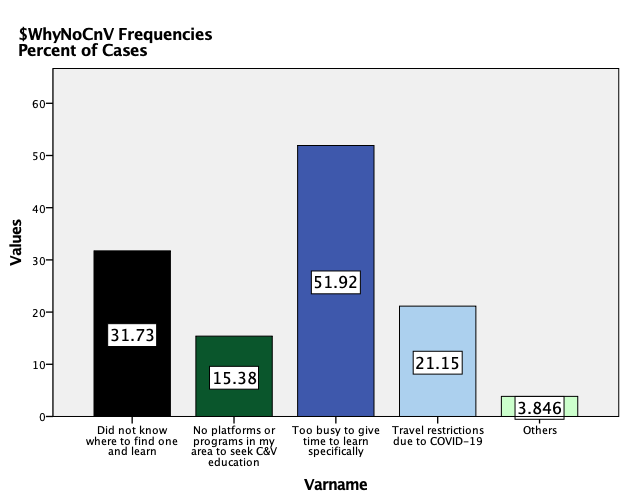 $WhyNoCnV Frequencies
Percent of Cases
Values
60
50
40
30
20
10
0
31.73
15.38
51.92
21.15
3.846
Did not know
where to find one
and learn
No platforms or
programs in my
area to seek C&V
education
Too busy to give
time to learn
specifically
Travel restrictions
due to COVID-19
Others
Varname